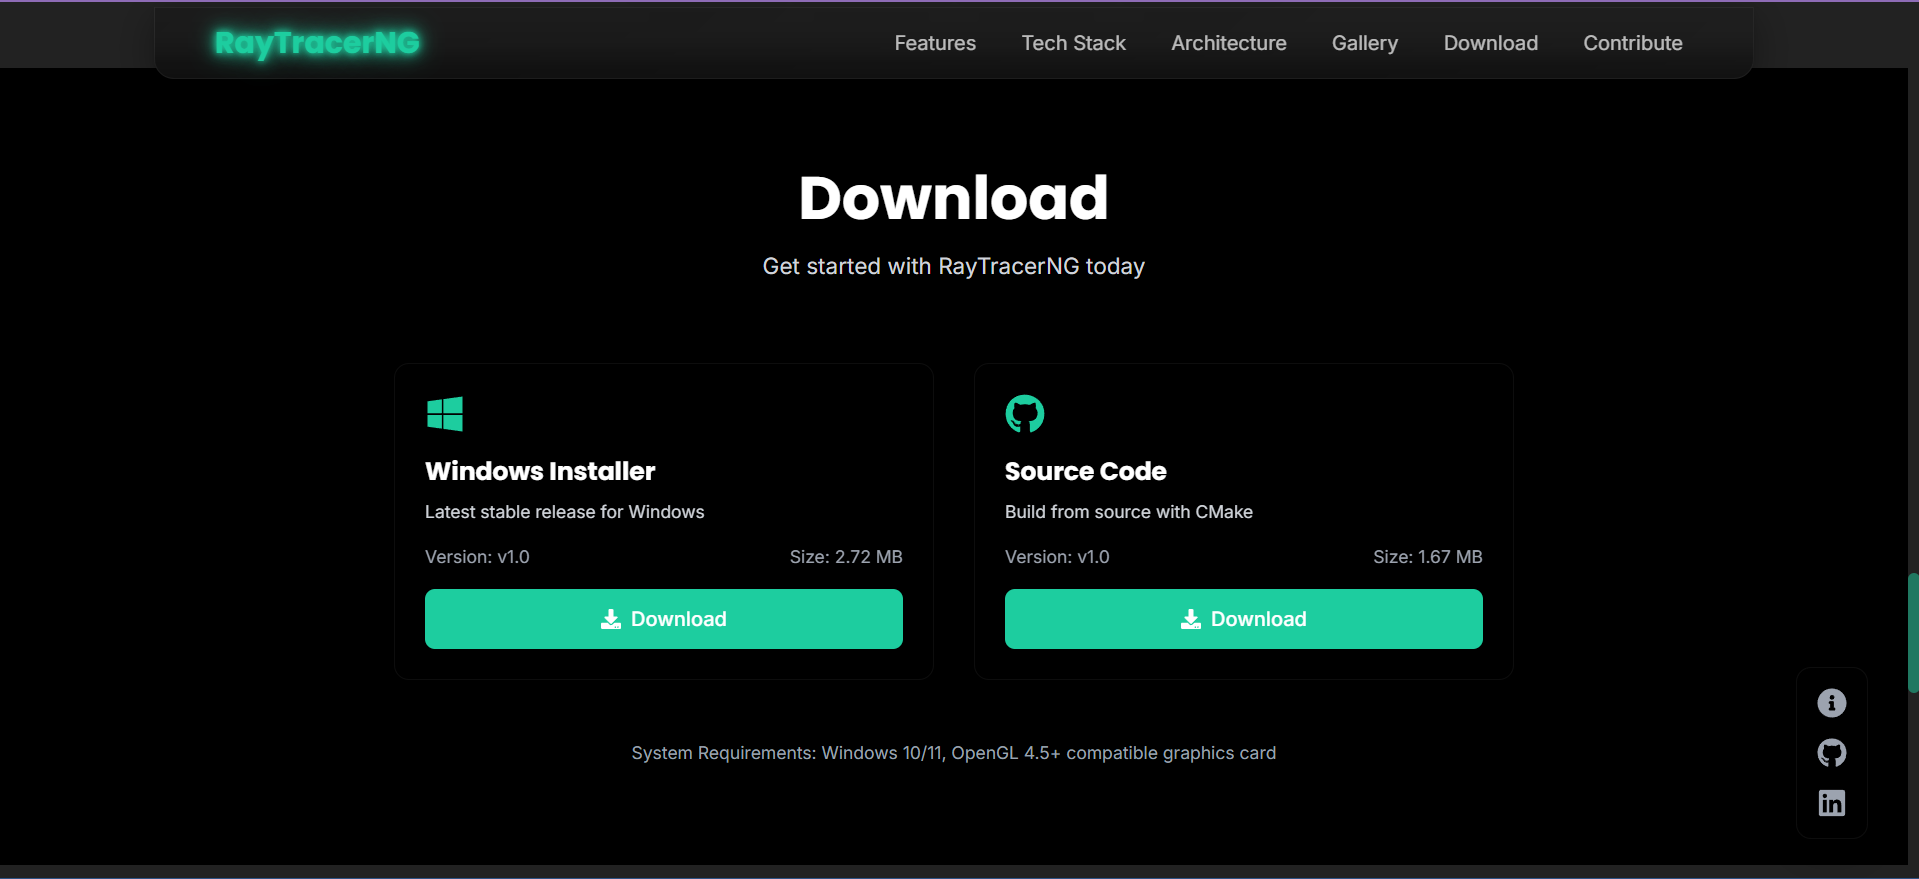 RayTracerNG
Features Tech Stack Architecture Gallery Download Contribute
Download
Get started with RayTracerNG today
Windows Installer
Latest stable release for Windows
Version: v1.0 Size: 2.72 MB
Download
Source Code
Build from source with CMake
Version: v1.0 Size: 1.67 MB
Download
System Requirements: Windows 10/11, OpenGL 4.5+ compatible graphics card